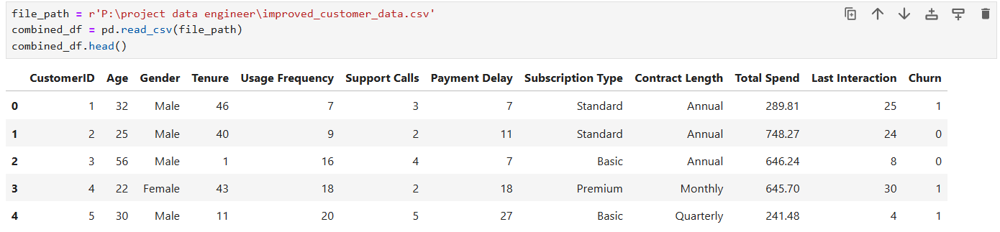 file_path = r'P:\project data engineer\improved_customer_data.csv'
combined_df = pd.read_csv(file_path)
combined_df.head()
CustomerID Age Gender Tenure Usage Frequency Support Calls Payment Delay Subscription Type Contract Length Total Spend Last Interaction Churn
0 1 32 Male 46 7 3 7 Standard Annual 289.81 25 1
1 2 25 Male 40 9 2 11 Standard Annual 748.27 24 0
2 3 56 Male 1 16 4 7 Basic Annual 646.24 8 0
3 4 22 Female 43 18 2 18 Premium Monthly 645.70 30 1
4 5 30 Male 11 20 5 27 Basic Quarterly 241.48 4 1